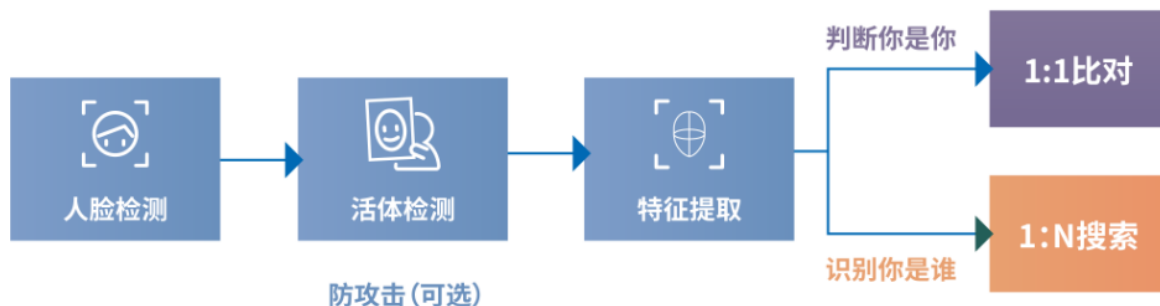 判断你是你
1:1比对
人脸检测
活体检测
特征提取
1:N搜索
识别你是谁
防攻击(可选)